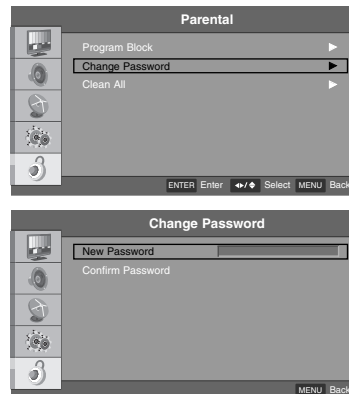 Parental
Program Block
Change Password
Clean All
ENTER Enter Select MENU Back
Change Password
New Password
Confirm Password
MENU Back